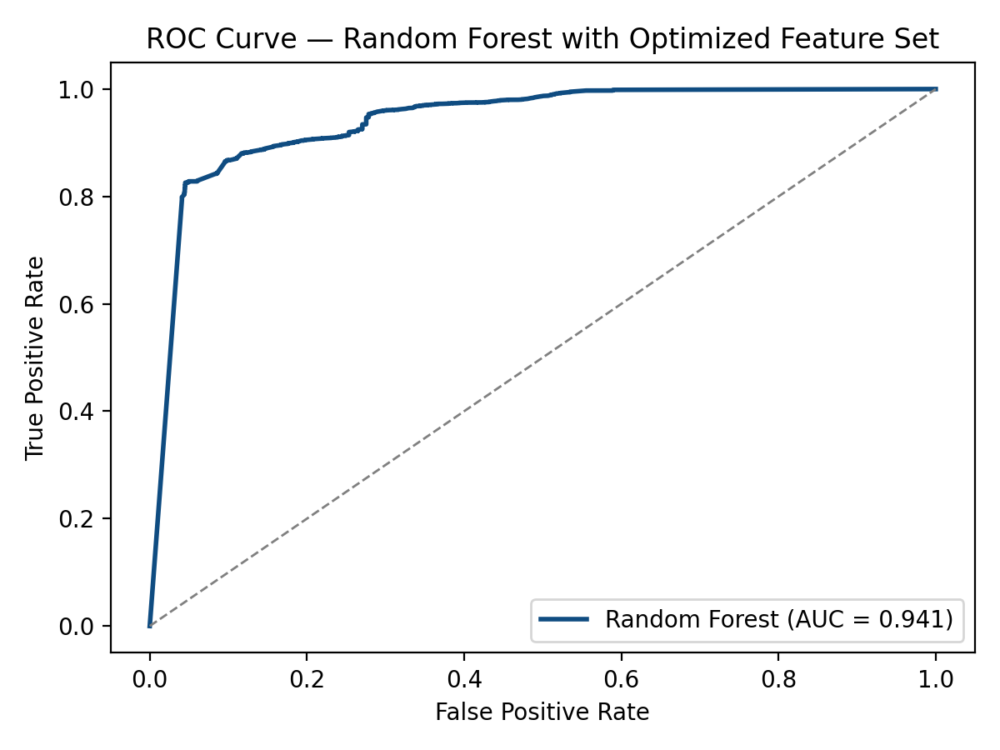 ROC Curve — Random Forest with Optimized Feature Set
True Positive Rate
1.0
0.8
0.6
0.4
0.2
0.0
Random Forest (AUC = 0.941)
0.0 0.2 0.4 0.6 0.8 1.0
False Positive Rate